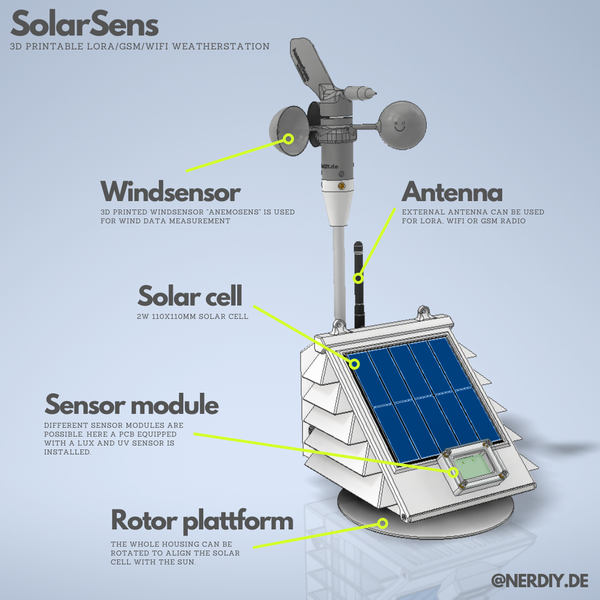 SolarSens
3D PRINTABLE LORA/GSM/WIFI WEATHERSTATION
Windsensor
3D PRINTED WINDSENSOR "ANEMOSENS" IS USED
FOR WIND DATA MEASUREMENT
Antenna
EXTERNAL ANTENNA CAN BE USED
FOR LORA, WIFI OR GSM RADIO
Solar cell
2W 110X110MM SOLAR CELL
Sensor module
DIFFERENT SENSOR MODULES ARE
POSSIBLE. HERE A PCB EQUIPPED
WITH A LUX AND UV SENSOR IS
INSTALLED.
Rotor plattform
THE WHOLE HOUSING CAN BE
ROTATED TO ALIGN THE SOLAR
CELL WITH THE SUN.
@NERDIY.DE